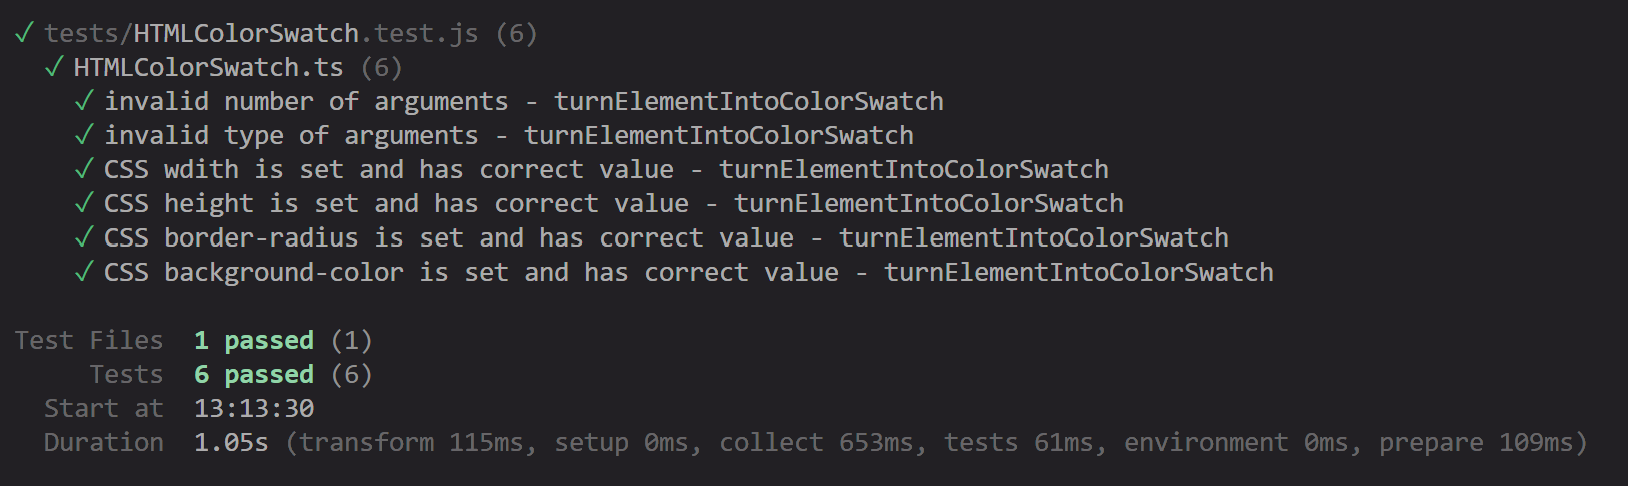 ✓ tests/HTMLColorSwatch.test.js (6)
✓ HTMLColorSwatch.ts (6)
✓ invalid number of arguments - turnElementIntoColorSwatch
✓ invalid type of arguments - turnElementIntoColorSwatch
✓ CSS wdith is set and has correct value - turnElementIntoColorSwatch
✓ CSS height is set and has correct value - turnElementIntoColorSwatch
✓ CSS border-radius is set and has correct value - turnElementIntoColorSwatch
✓ CSS background-color is set and has correct value - turnElementIntoColorSwatch
Test Files 1 passed (1)
Tests 6 passed (6)
Start at 13:13:30
Duration 1.05s (transform 115ms, setup 0ms, collect 653ms, tests 61ms, environment 0ms, prepare 109ms)